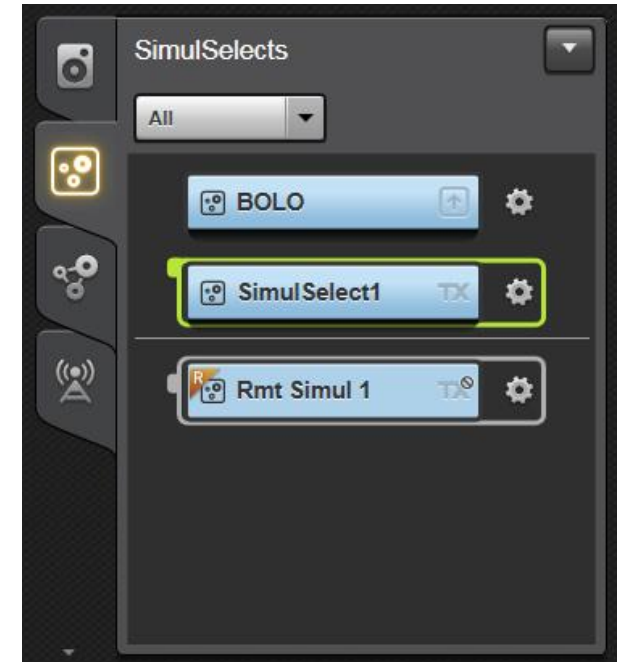 SimulSelects
All
BOLO
SimulSelect1 TX
R Rmt Simul 1 TX